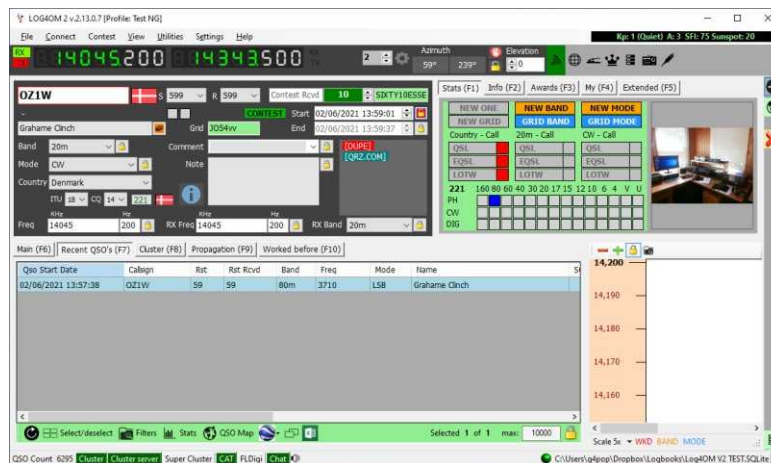 LOG4OM 2 v.2.13.0.7 [Profile: Test NG]
File Connect Contest View Utilities Settings Help
Kp: 1 (Quiet) A: 3 SFI: 75 Sunspot: 20
RX 14045.200 14343.500 2 Azimuth 59° 239° Elevation 0
OZ1W S 599 R 599 Contest Rcvd 10 SIXTY10ESSE
- CONTEST Start 02/06/2021 13:59:01
Grahame Clinch Grid JO54vv End 02/06/2021 13:59:37
Band 20m Comment [DUPE]
[QRZ.COM]
Mode CW Note
Country Denmark
ITU 18 CQ 14 221
KHz Hz KHz Hz
Freq 14045 200 RX Freq 14045 200 RX Band 20m
Stats (F1) Info (F2) Awards (F3) My (F4) Extended (F5)
NEW ONE NEW BAND NEW MODE
NEW GRID GRID BAND GRID MODE
Country - Call 20m - Call CW - Call
QSL QSL QSL
EQSL EQSL EQSL
LOTW LOTW LOTW
221 160 80 60 40 30 20 17 15 12 10 6 4 V U
PH
CW
DIG
Main (F6) Recent QSO's (F7) Cluster (F8) Propagation (F9) Worked before (F10)
Qso Start Date Callsign Rst Rst Rcvd Band Freq Mode Name
02/06/2021 13:57:38 OZ1W 59 59 80m 3710 LSB Grahame Clinch
14,200
14,190
14,180
14,170
14,160
Select/deselect Filters Stats QSO Map Selected 1 of 1 max: 10000
Scale 5x WKD BAND MODE
QSO Count 6295 Cluster Cluster server Super Cluster CAT FLDigi Chat C:\Users\g4pop\Dropbox\Logbooks\Log4OM V2 TEST.SQLite